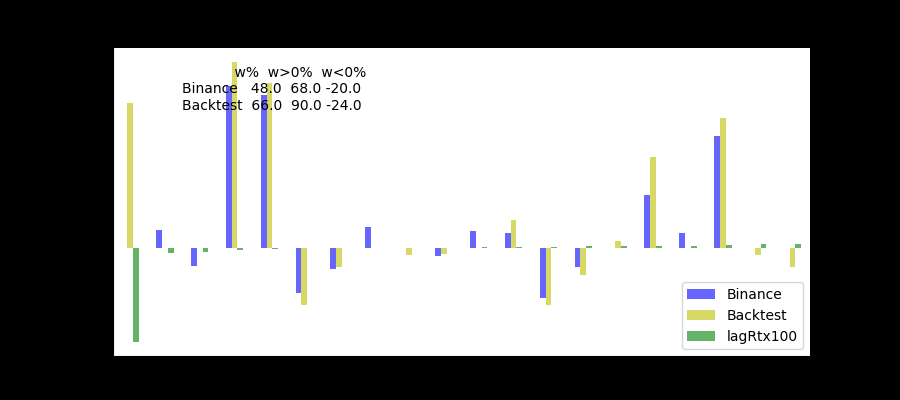 w% w>0% w<0%
Binance 48.0 68.0 -20.0
Backtest 66.0 90.0 -24.0
Binance
Backtest
lagRtx100